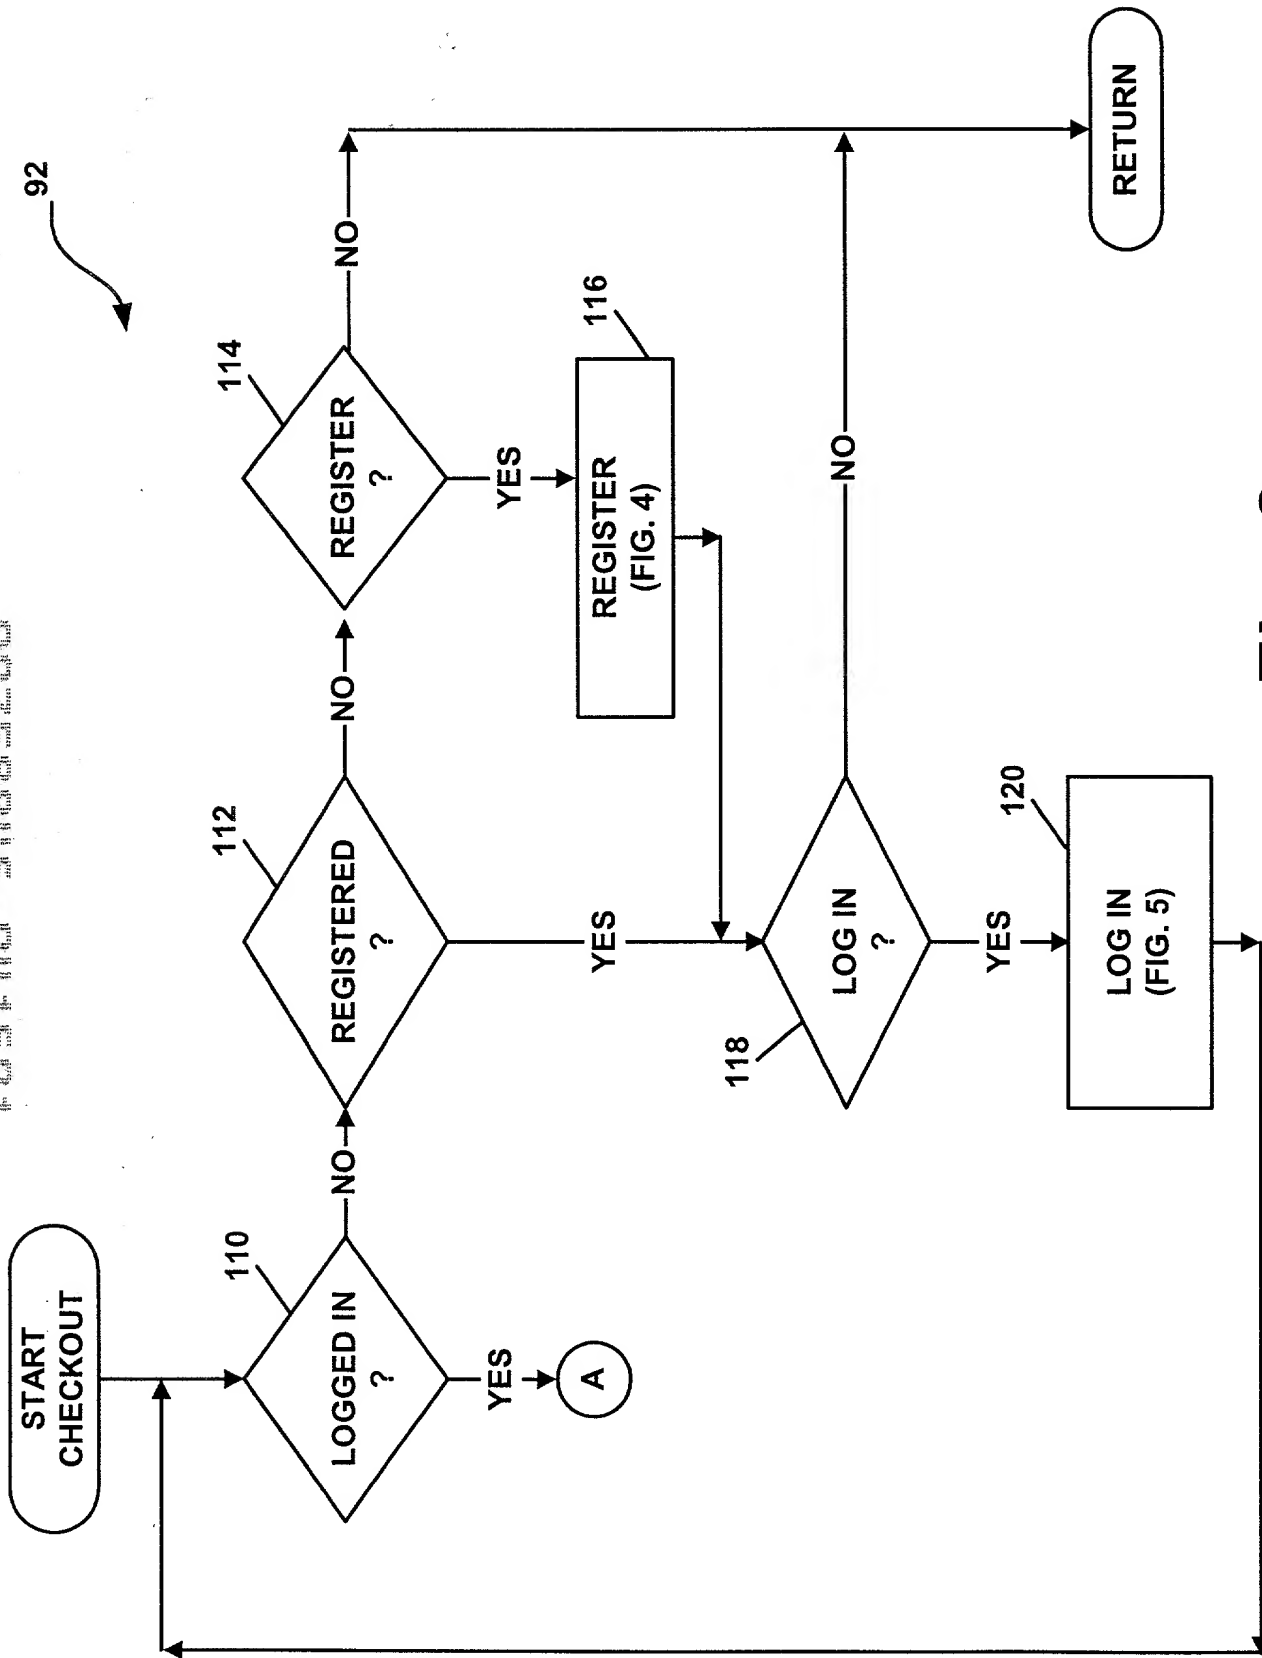 92
START
CHECKOUT
110
LOGGED IN
?
NO
YES
A
112
REGISTERED
?
NO
YES
114
REGISTER
?
NO
YES
116
REGISTER
(FIG. 4)
118
LOG IN
?
NO
YES
120
LOG IN
(FIG. 5)
RETURN